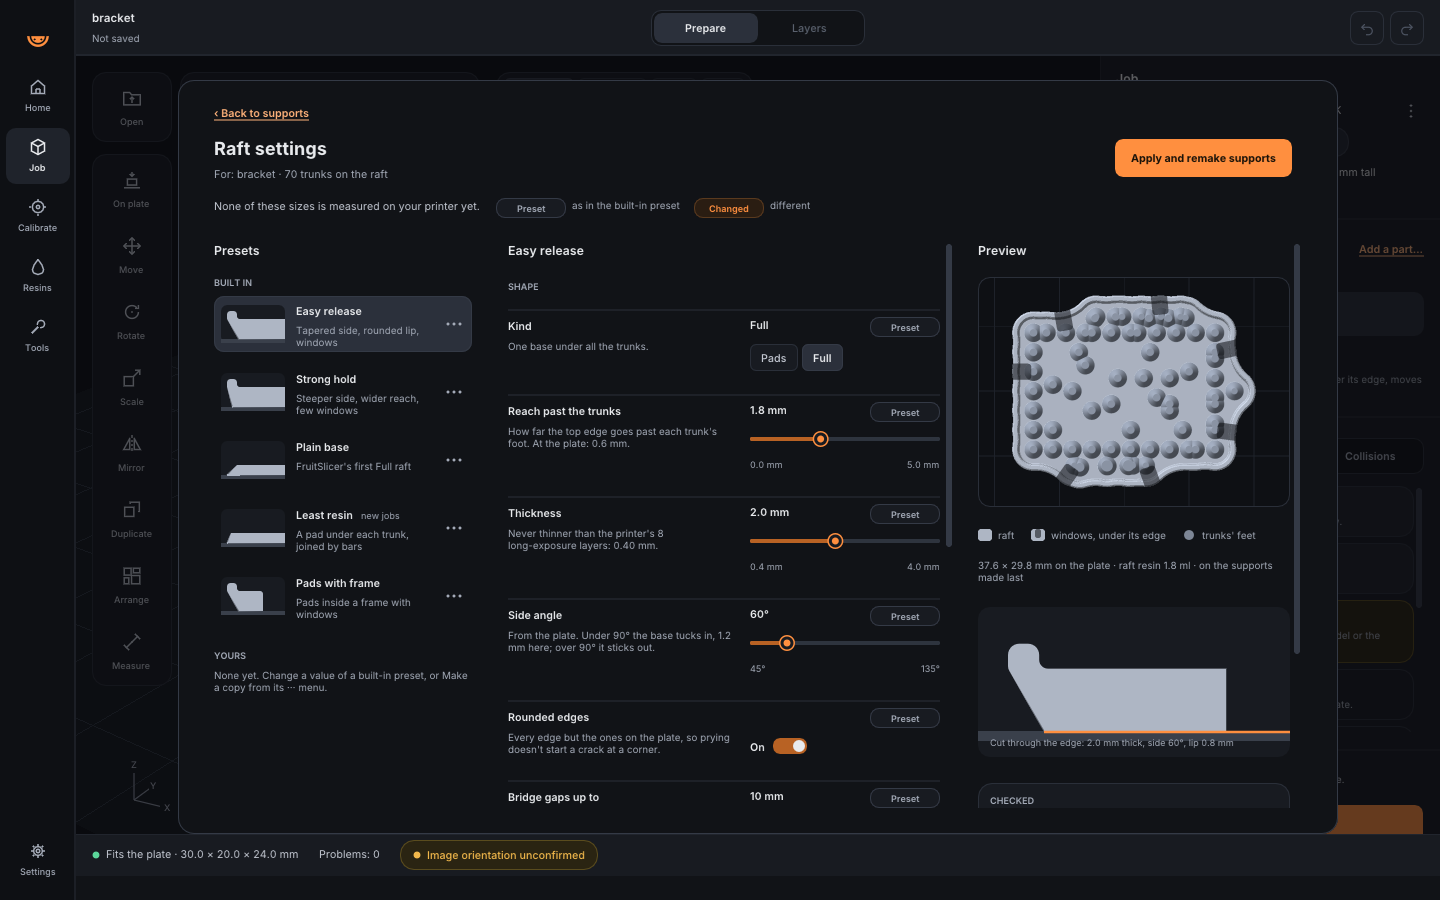 bracket
Not saved
Prepare
Layers
Home
Job
Calibrate
Resins
Tools
Settings
Open
On plate
Move
Rotate
Scale
Mirror
Duplicate
Arrange
Measure
Z
Y
X
Job
mm tall
Add a part...
er its edge, moves
Collisions
del or the
ate.
‹ Back to supports
Raft settings
For: bracket · 70 trunks on the raft
Apply and remake supports
None of these sizes is measured on your printer yet.
Preset
as in the built-in preset
Changed
different
Presets
BUILT IN
Easy release
Tapered side, rounded lip,
windows
Strong hold
Steeper side, wider reach,
few windows
Plain base
FruitSlicer's first Full raft
Least resin new jobs
A pad under each trunk,
joined by bars
Pads with frame
Pads inside a frame with
windows
YOURS
None yet. Change a value of a built-in preset, or Make
a copy from its ··· menu.
Easy release
SHAPE
Kind
One base under all the trunks.
Full
Preset
Pads
Full
Reach past the trunks
How far the top edge goes past each trunk's
foot. At the plate: 0.6 mm.
1.8 mm
Preset
0.0 mm
5.0 mm
Thickness
Never thinner than the printer's 8
long-exposure layers: 0.40 mm.
2.0 mm
Preset
0.4 mm
4.0 mm
Side angle
From the plate. Under 90° the base tucks in, 1.2
mm here; over 90° it sticks out.
60°
Preset
45°
135°
Rounded edges
Every edge but the ones on the plate, so prying
doesn't start a crack at a corner.
Preset
On
Bridge gaps up to
10 mm
Preset
Preview
raft
windows, under its edge
trunks' feet
37.6 × 29.8 mm on the plate · raft resin 1.8 ml · on the supports
made last
Cut through the edge: 2.0 mm thick, side 60°, lip 0.8 mm
CHECKED
Fits the plate · 30.0 × 20.0 × 24.0 mm
Problems: 0
Image orientation unconfirmed